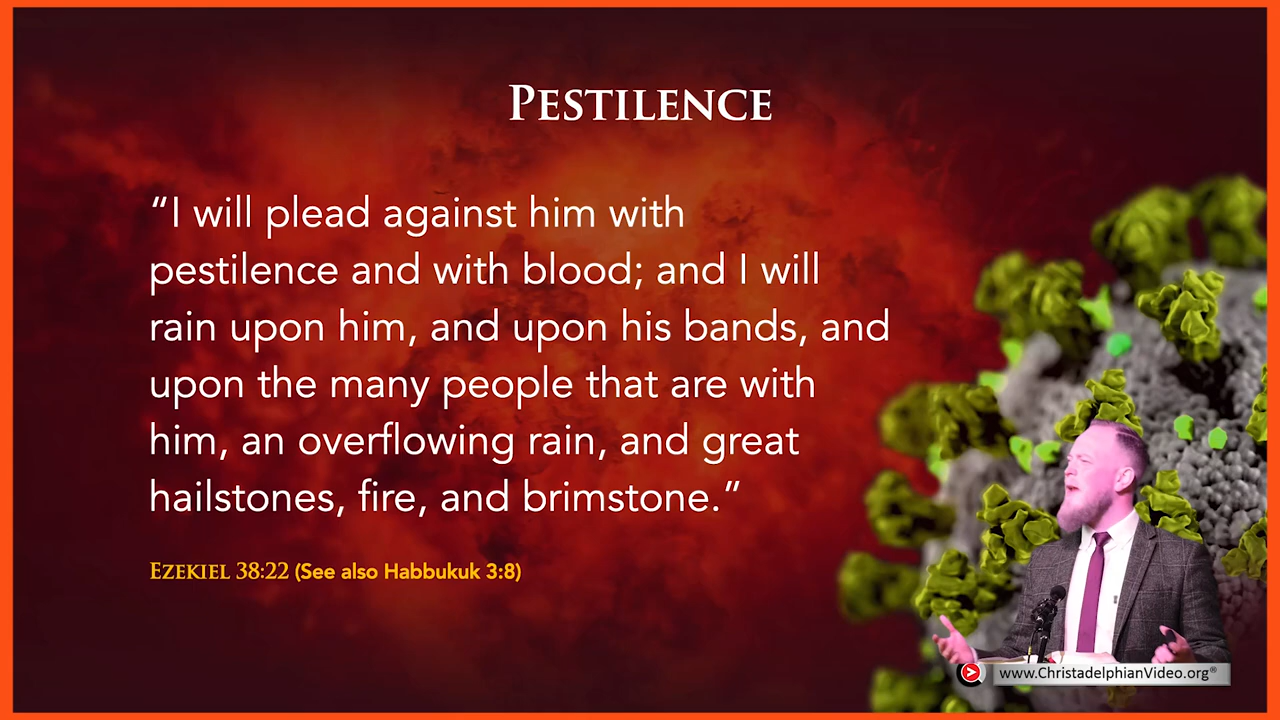 PESTILENCE
“I will plead against him with
pestilence and with blood; and I will
rain upon him, and upon his bands, and
upon the many people that are with
him, an overflowing rain, and great
hailstones, fire, and brimstone.”
EZEKIEL 38:22 (See also Habbukuk 3:8)
www.ChristadelphianVideo.org®